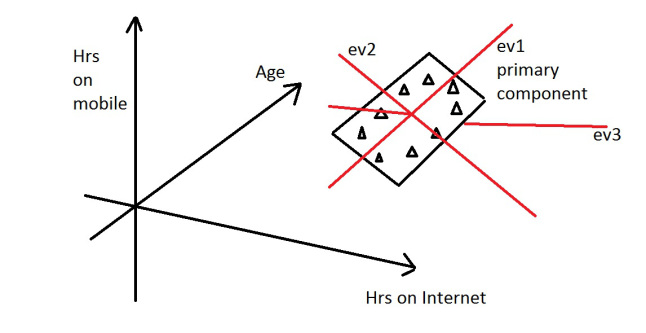 Hrs
on
mobile
Age
ev2
ev1
primary
component
ev3
Hrs on Internet